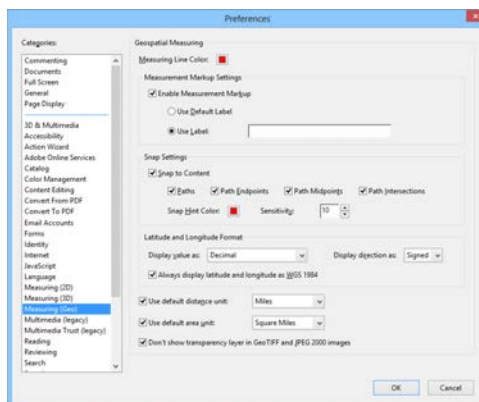 Preferences
Categories:
Commenting
Documents
Full Screen
General
Page Display
3D & Multimedia
Accessibility
Action Wizard
Adobe Online Services
Catalog
Color Management
Content Editing
Convert From PDF
Convert To PDF
Email Accounts
Forms
Identity
Internet
JavaScript
Language
Measuring (2D)
Measuring (3D)
Measuring (Geo)
Multimedia (legacy)
Multimedia Trust (legacy)
Reading
Reviewing
Search
Geospatial Measuring
Measuring Line Color:
Measurement Markup Settings
Enable Measurement Markup
Use Default Label
Use Label:
Snap Settings
Snap to Content
Paths Path Endpoints Path Midpoints Path Intersections
Snap Hint Color: Sensitivity: 10
Latitude and Longitude Format
Display value as: Decimal Display direction as: Signed
Always display latitude and longitude as WGS 1984
Use default distance unit: Miles
Use default area unit: Square Miles
Don't show transparency layer in GeoTIFF and JPEG 2000 images
OK Cancel